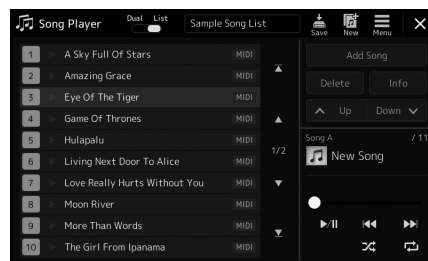 Song Player
Dual List
Sample Song List
Save
New
Menu
1 A Sky Full Of Stars MIDI
2 Amazing Grace MIDI
3 Eye Of The Tiger MIDI
4 Game Of Thrones MIDI
5 Hulapalu MIDI
6 Living Next Door To Alice MIDI
7 Love Really Hurts Without You MIDI
8 Moon River MIDI
9 More Than Words MIDI
10 The Girl From Ipanama MIDI
1/2
Add Song
Delete
Info
Up
Down
Song A / 11
New Song